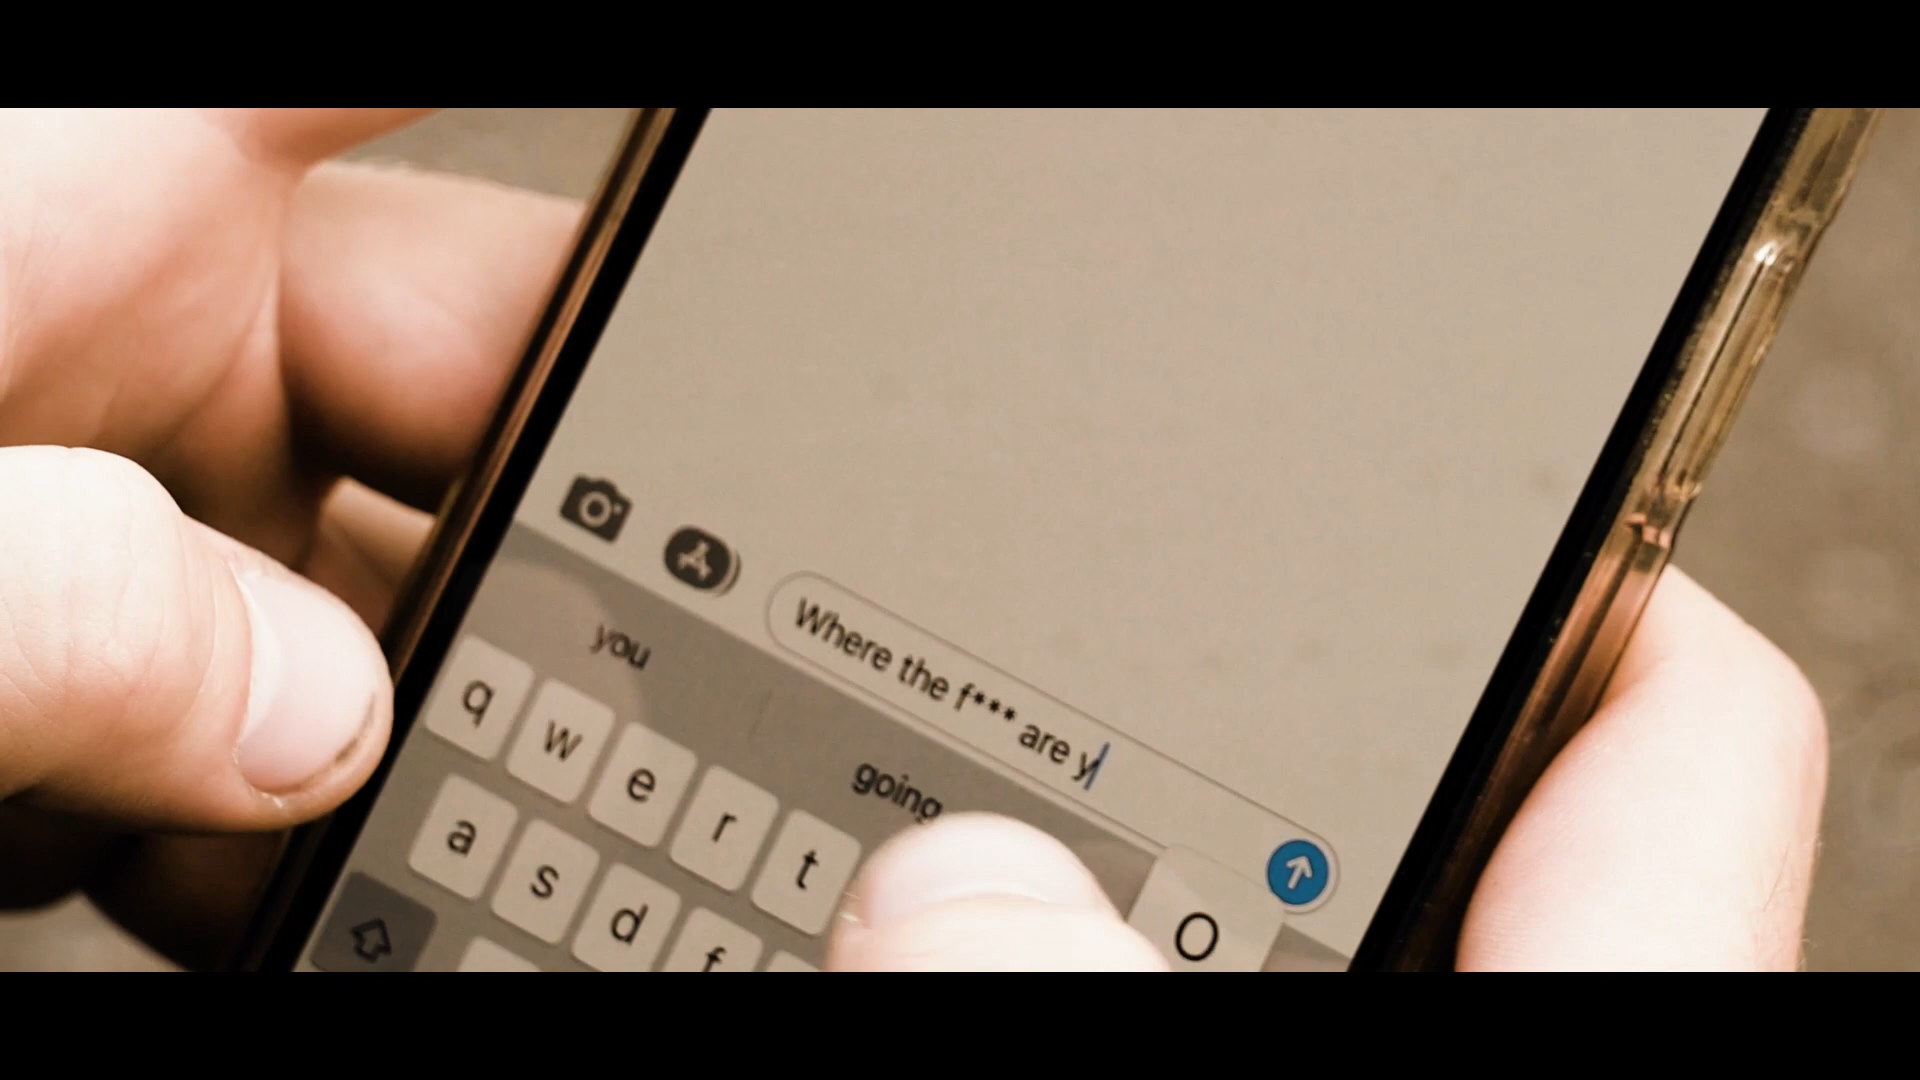 Where the f*** are y
you
going
q w e r t
O
a s d f